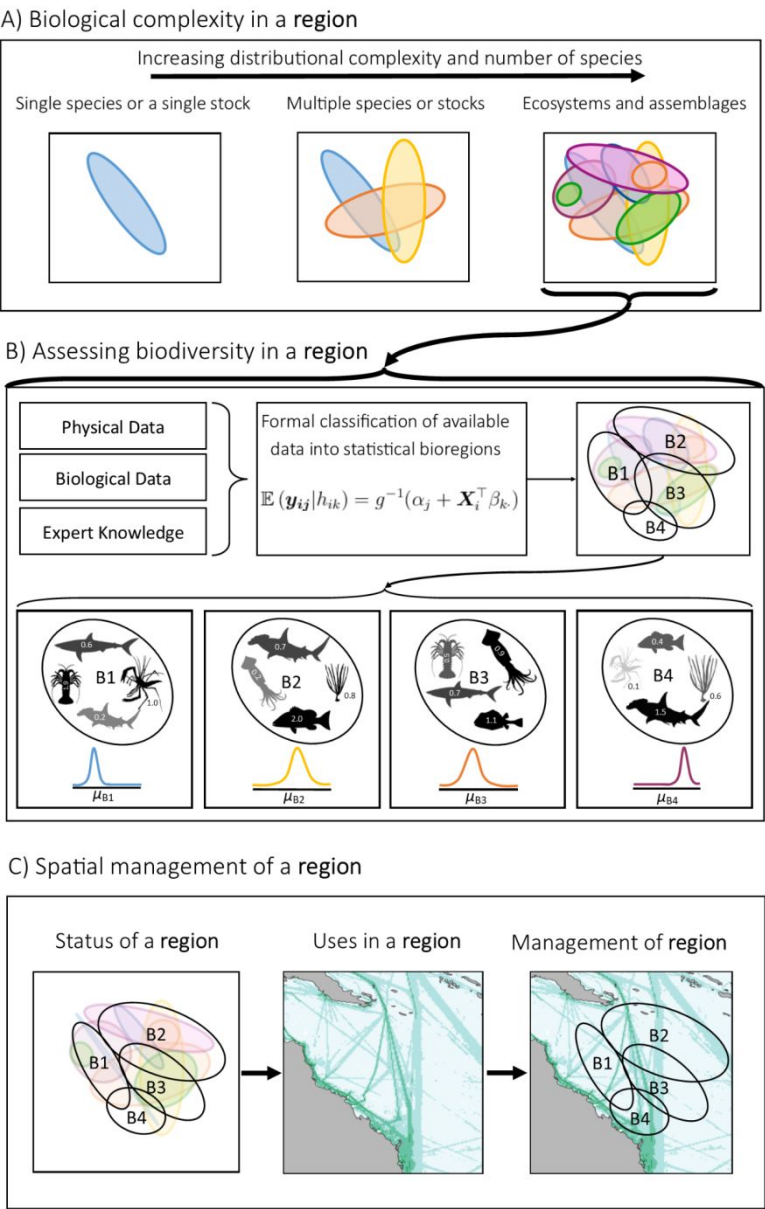 A) Biological complexity in a region
Increasing distributional complexity and number of species
Single species or a single stock
Multiple species or stocks
Ecosystems and assemblages
B) Assessing biodiversity in a region
Physical Data
Biological Data
Expert Knowledge
Formal classification of available
data into statistical bioregions
𝔼 (y_ij|h_ik) = g⁻¹(α_j + X_i^⊤ β_k·)
B2
B1
B3
B4
0.6
B1
1.0
0.2
0.7
B2
0.2
0.8
2.0
0.9
B3
0.7
1.1
0.4
B4
0.1
0.6
1.5
μB1
μB2
μB3
μB4
C) Spatial management of a region
Status of a region
Uses in a region
Management of region
B2
B1
B3
B4
B2
B1
B3
B4